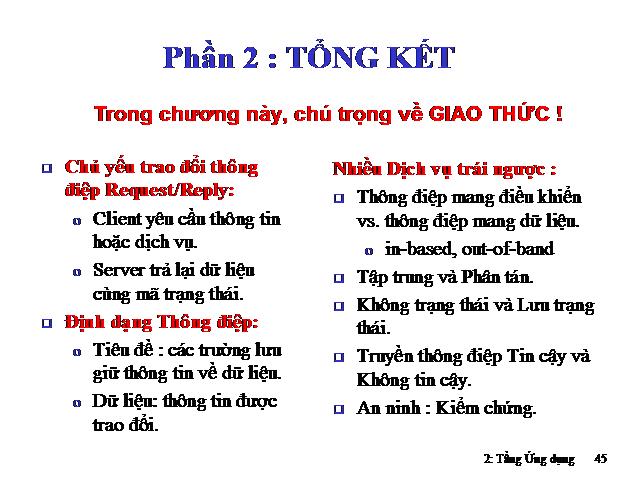 Phần 2 : TỔNG KẾT
Trong chương này, chú trọng về GIAO THỨC !
Chủ yếu trao đổi thông
điệp Request/Reply:
Client yêu cầu thông tin
hoặc dịch vụ.
Server trả lại dữ liệu
cùng mã trạng thái.
Định dạng Thông điệp:
Tiêu đề : các trường lưu
giữ thông tin về dữ liệu.
Dữ liệu: thông tin được
trao đổi.
Nhiều Dịch vụ trái ngược :
Thông điệp mang điều khiển
vs. thông điệp mang dữ liệu.
in-based, out-of-band
Tập trung và Phân tán.
Không trạng thái và Lưu trạng
thái.
Truyền thông điệp Tin cậy và
Không tin cậy.
An ninh : Kiểm chứng.
2: Tầng Ứng dụng 45